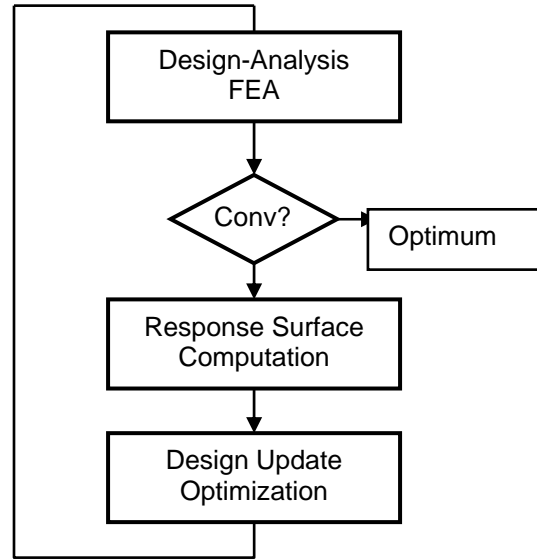 Design-Analysis
FEA
Conv?
Optimum
Response Surface
Computation
Design Update
Optimization